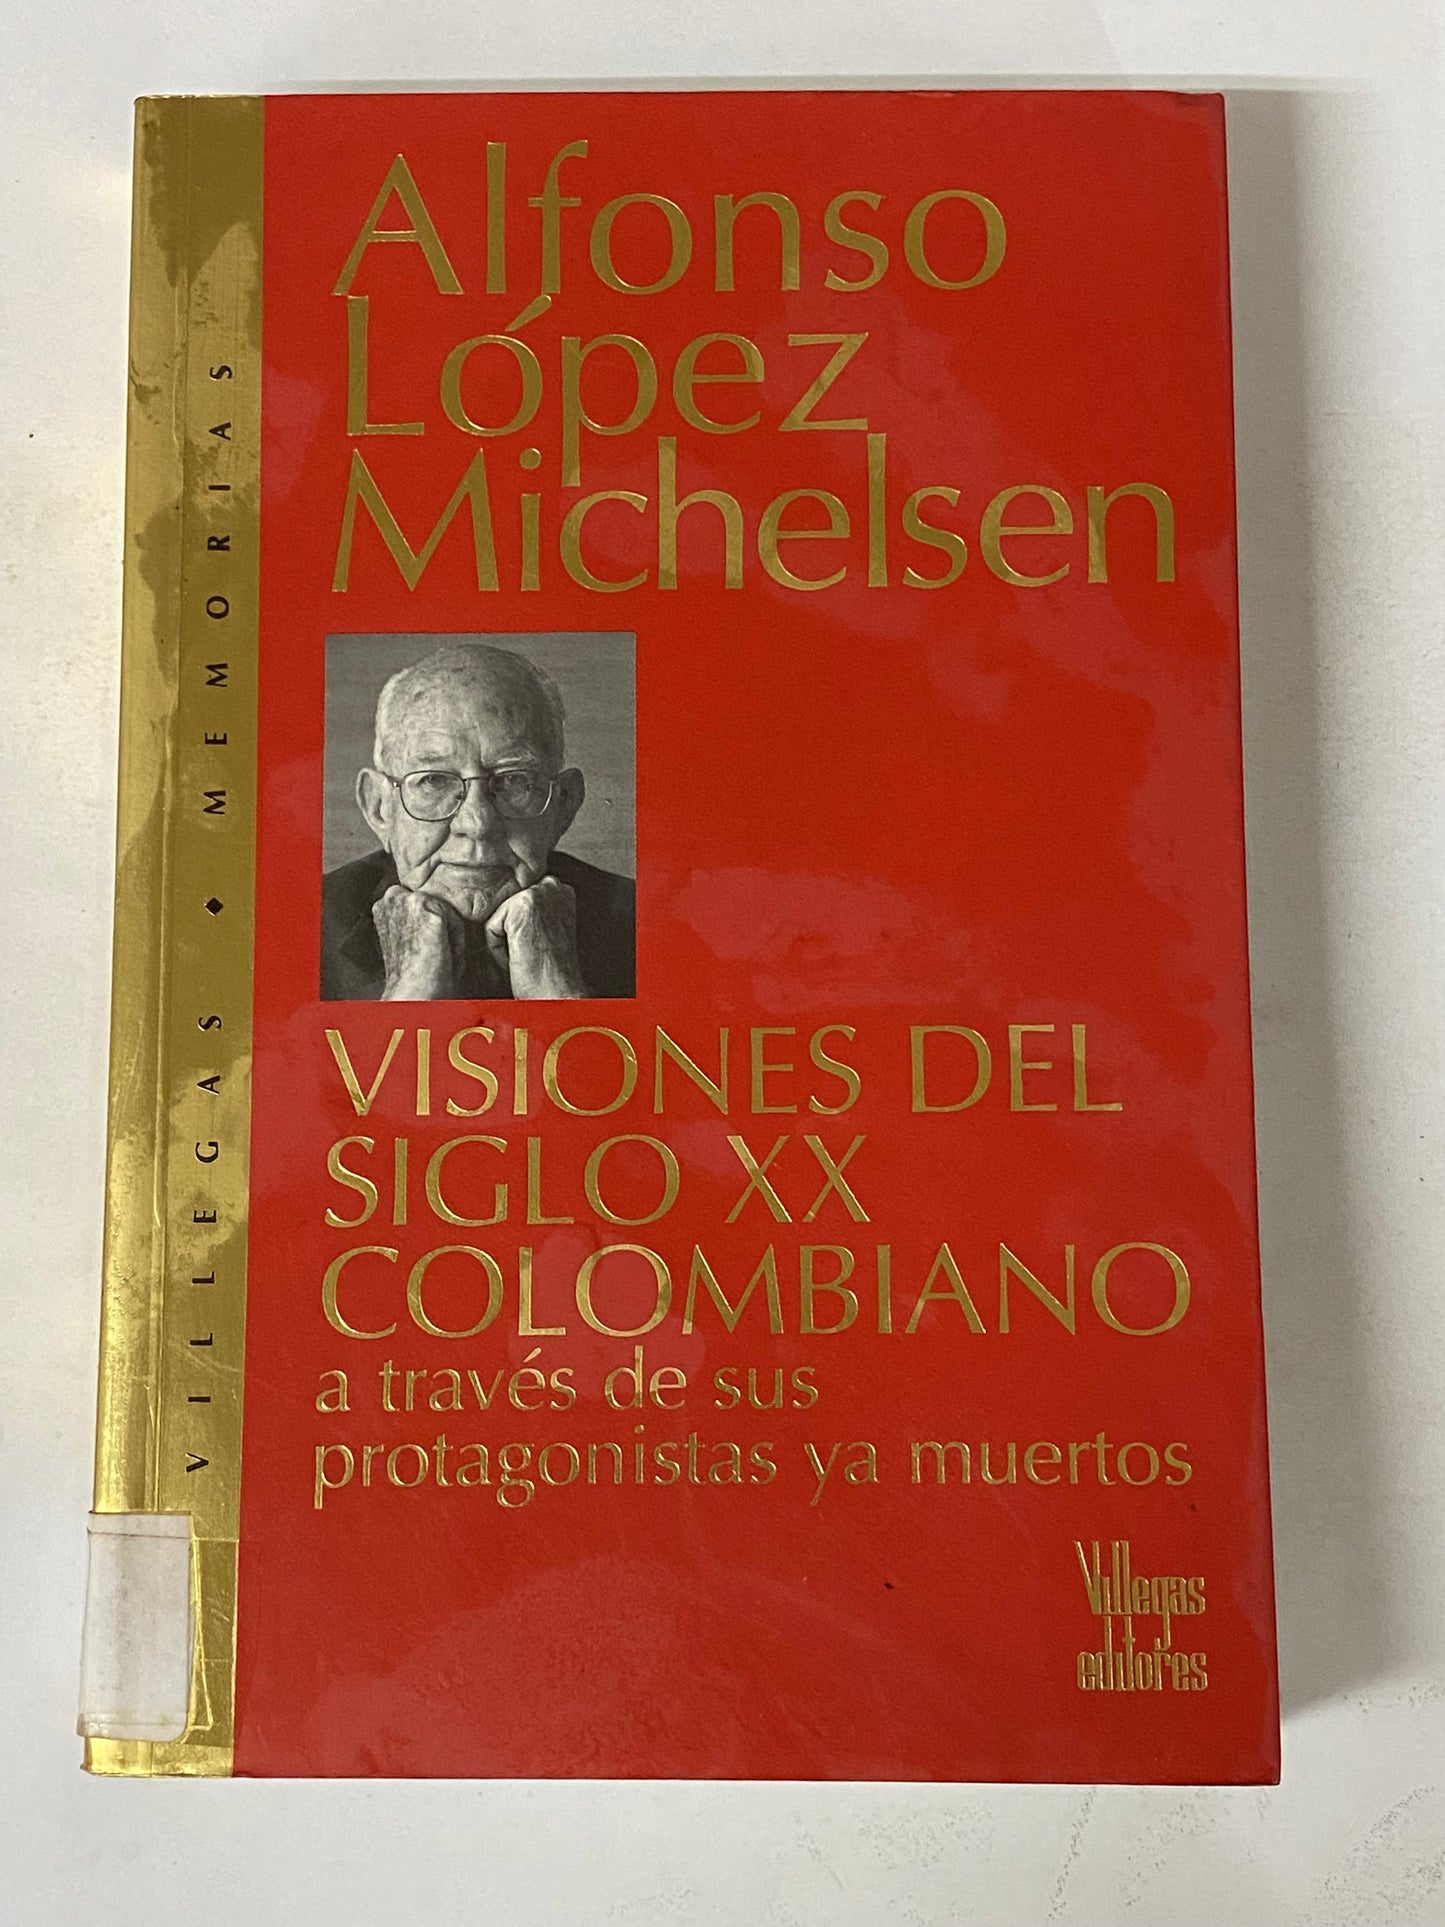 Alfonso
López
Michelsen
VISIONES DEL
SIGLO XX
COLOMBIANO
a través de sus
protagonistas ya muertos
Villegas
editores
VILLEGAS ◆ MEMORIAS